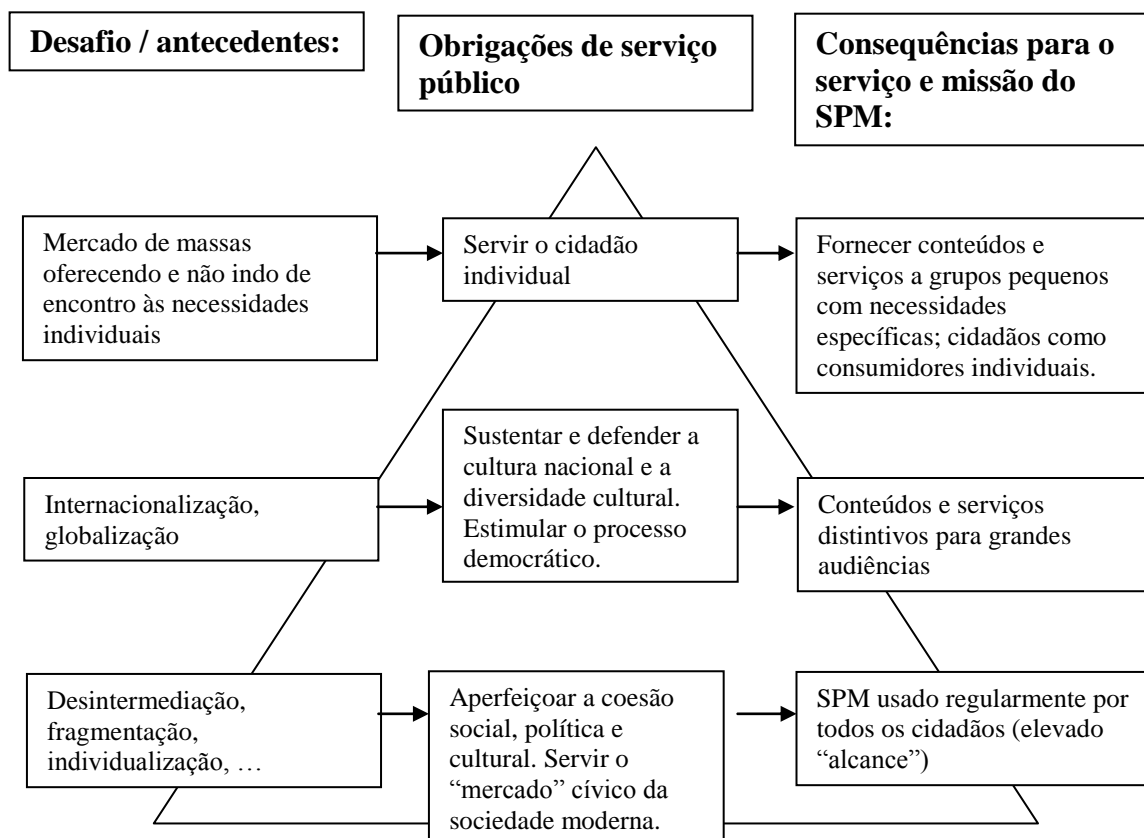 Desafio / antecedentes:
Obrigações de serviço
público
Consequências para o
serviço e missão do
SPM:
Mercado de massas
oferecendo e não indo de
encontro às necessidades
individuais
Servir o cidadão
individual
Fornecer conteúdos e
serviços a grupos pequenos
com necessidades
específicas; cidadãos como
consumidores individuais.
Internacionalização,
globalização
Sustentar e defender a
cultura nacional e a
diversidade cultural.
Estimular o processo
democrático.
Conteúdos e serviços
distintivos para grandes
audiências
Desintermediação,
fragmentação,
individualização, …
Aperfeiçoar a coesão
social, política e
cultural. Servir o
“mercado” cívico da
sociedade moderna.
SPM usado regularmente por
todos os cidadãos (elevado
“alcance”)